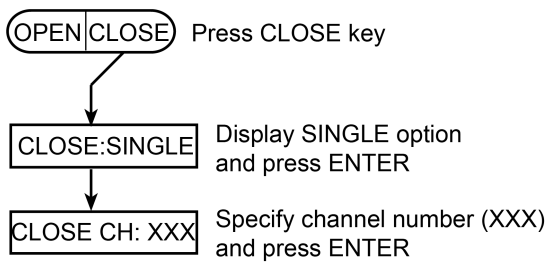 OPEN CLOSE Press CLOSE key
CLOSE:SINGLE
Display SINGLE option
and press ENTER
CLOSE CH: XXX
Specify channel number (XXX)
and press ENTER